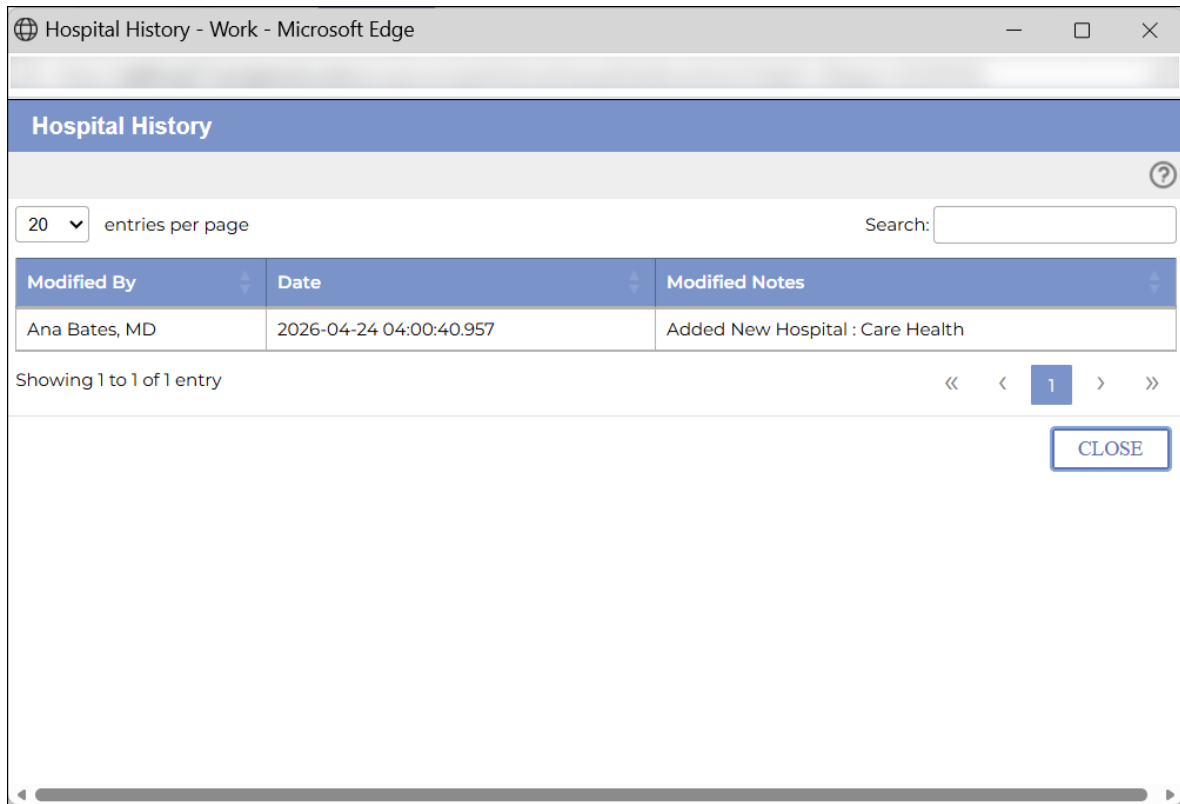 Hospital History - Work - Microsoft Edge
Hospital History
20 entries per page Search:
Modified By Date Modified Notes
Ana Bates, MD 2026-04-24 04:00:40.957 Added New Hospital : Care Health
Showing 1 to 1 of 1 entry « ‹ 1 › »
CLOSE